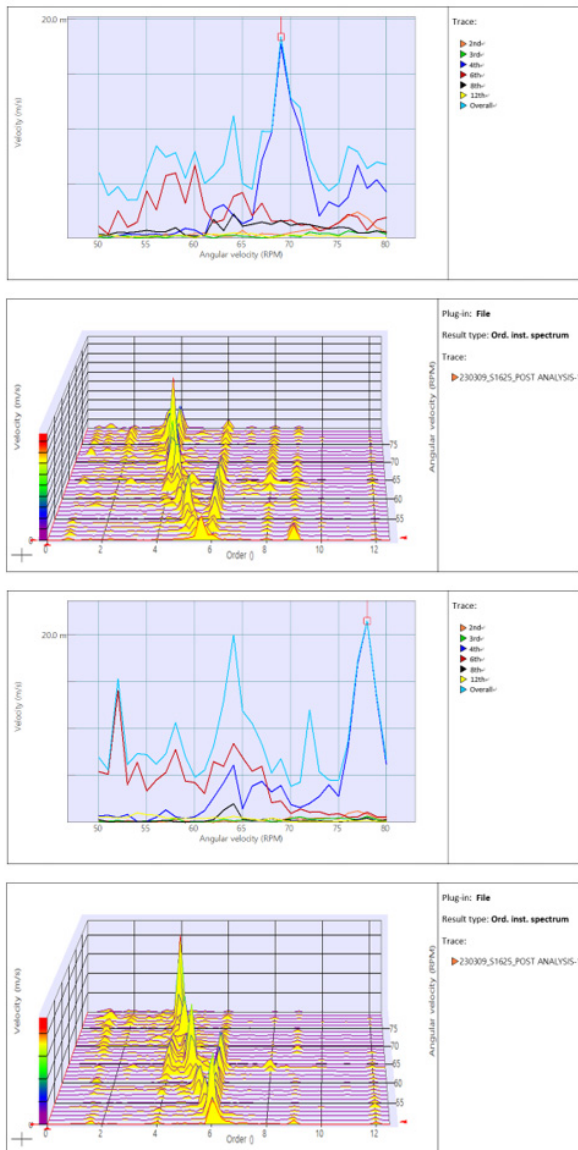 20.0 m
Velocity (m/s)
50
55
60
65
70
75
80
Angular velocity (RPM)
Trace:
2nd
3rd
4th
6th
8th
12th
Overall
Velocity (m/s)
Angular velocity (RPM)
75
70
65
60
55
0
0
2
4
6
8
10
12
Order ()
Plug-in: File
Result type: Ord. inst. spectrum
Trace:
230309_S1625_POST ANALYSIS-
20.0 m
Velocity (m/s)
50
55
60
65
70
75
80
Angular velocity (RPM)
Trace:
2nd
3rd
4th
6th
8th
12th
Overall
Velocity (m/s)
Angular velocity (RPM)
75
70
65
60
55
0
0
2
4
6
8
10
12
Order ()
Plug-in: File
Result type: Ord. inst. spectrum
Trace:
230309_S1625_POST ANALYSIS-